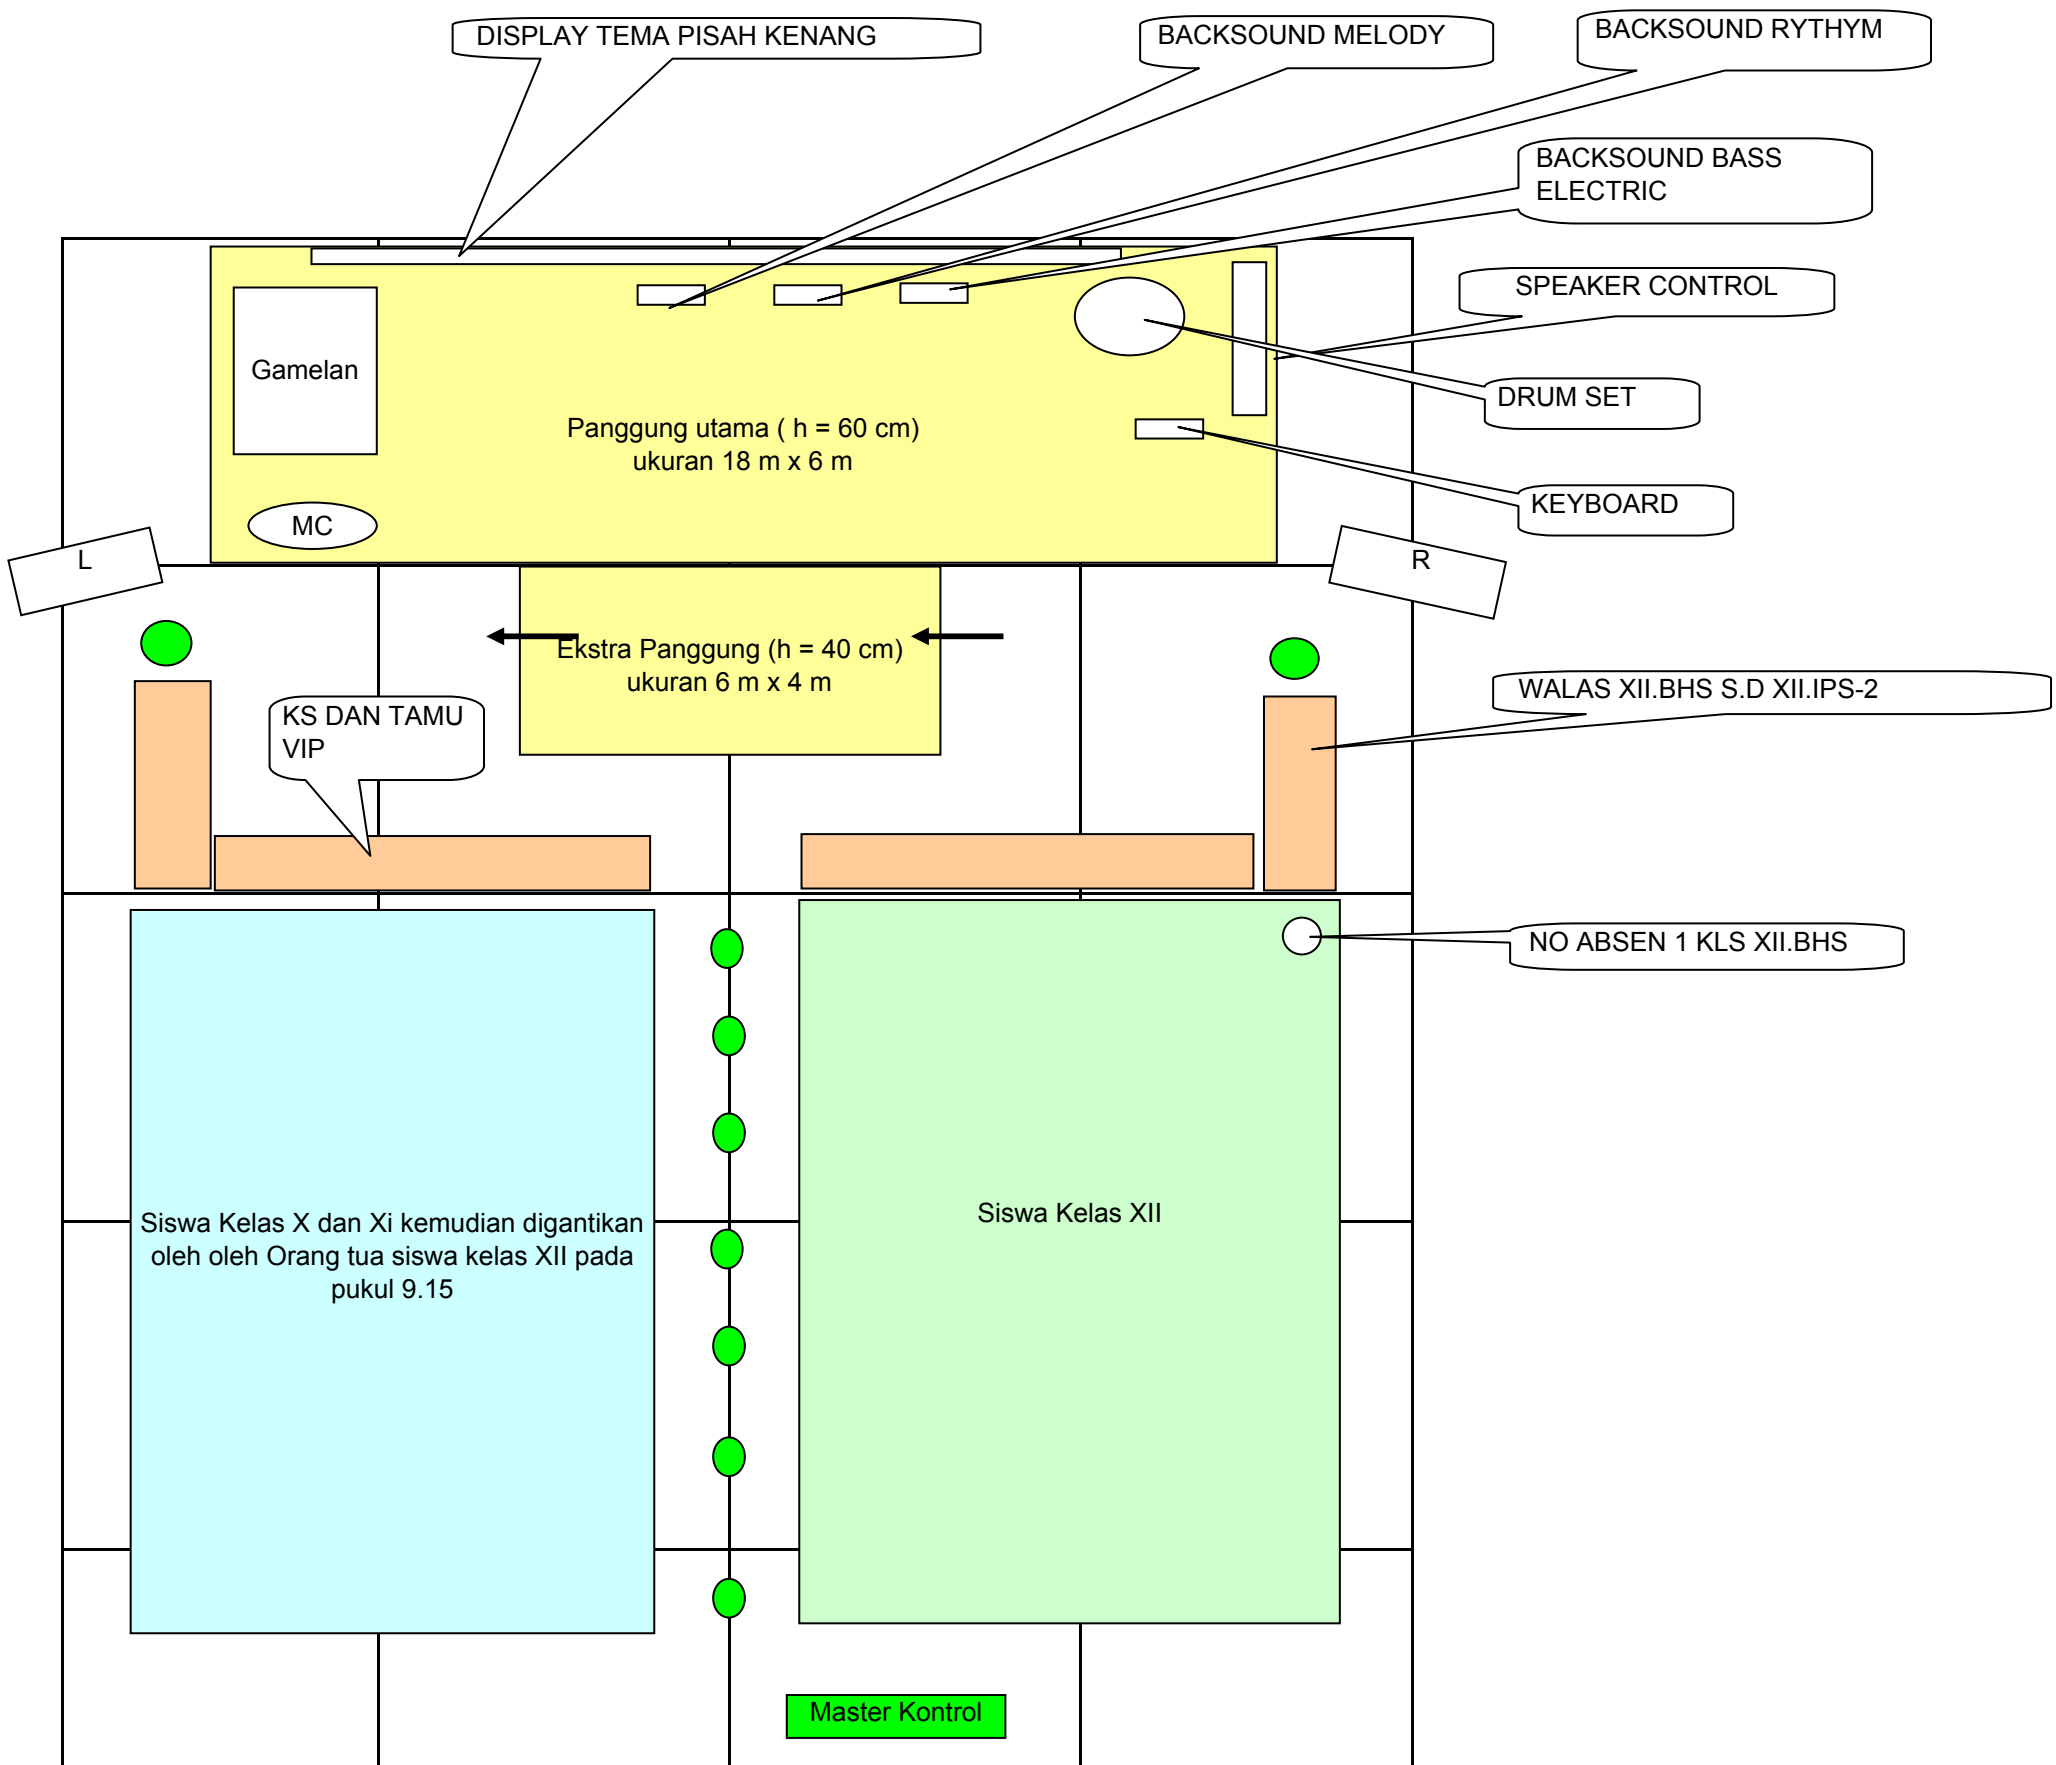 DISPLAY TEMA PISAH KENANG
BACKSOUND MELODY
BACKSOUND RYTHYM
BACKSOUND BASS
ELECTRIC
SPEAKER CONTROL
Gamelan
DRUM SET
Panggung utama ( h = 60 cm)
ukuran 18 m x 6 m
KEYBOARD
MC
L
R
Ekstra Panggung (h = 40 cm)
ukuran 6 m x 4 m
WALAS XII.BHS S.D XII.IPS-2
KS DAN TAMU
VIP
NO ABSEN 1 KLS XII.BHS
Siswa Kelas X dan Xi kemudian digantikan
oleh oleh Orang tua siswa kelas XII pada
pukul 9.15
Siswa Kelas XII
Master Kontrol